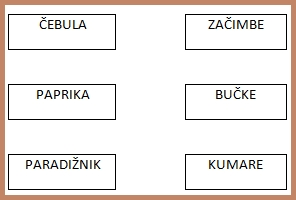 ČEBULA
ZAČIMBE
PAPRIKA
BUČKE
PARADIŽNIK
KUMARE